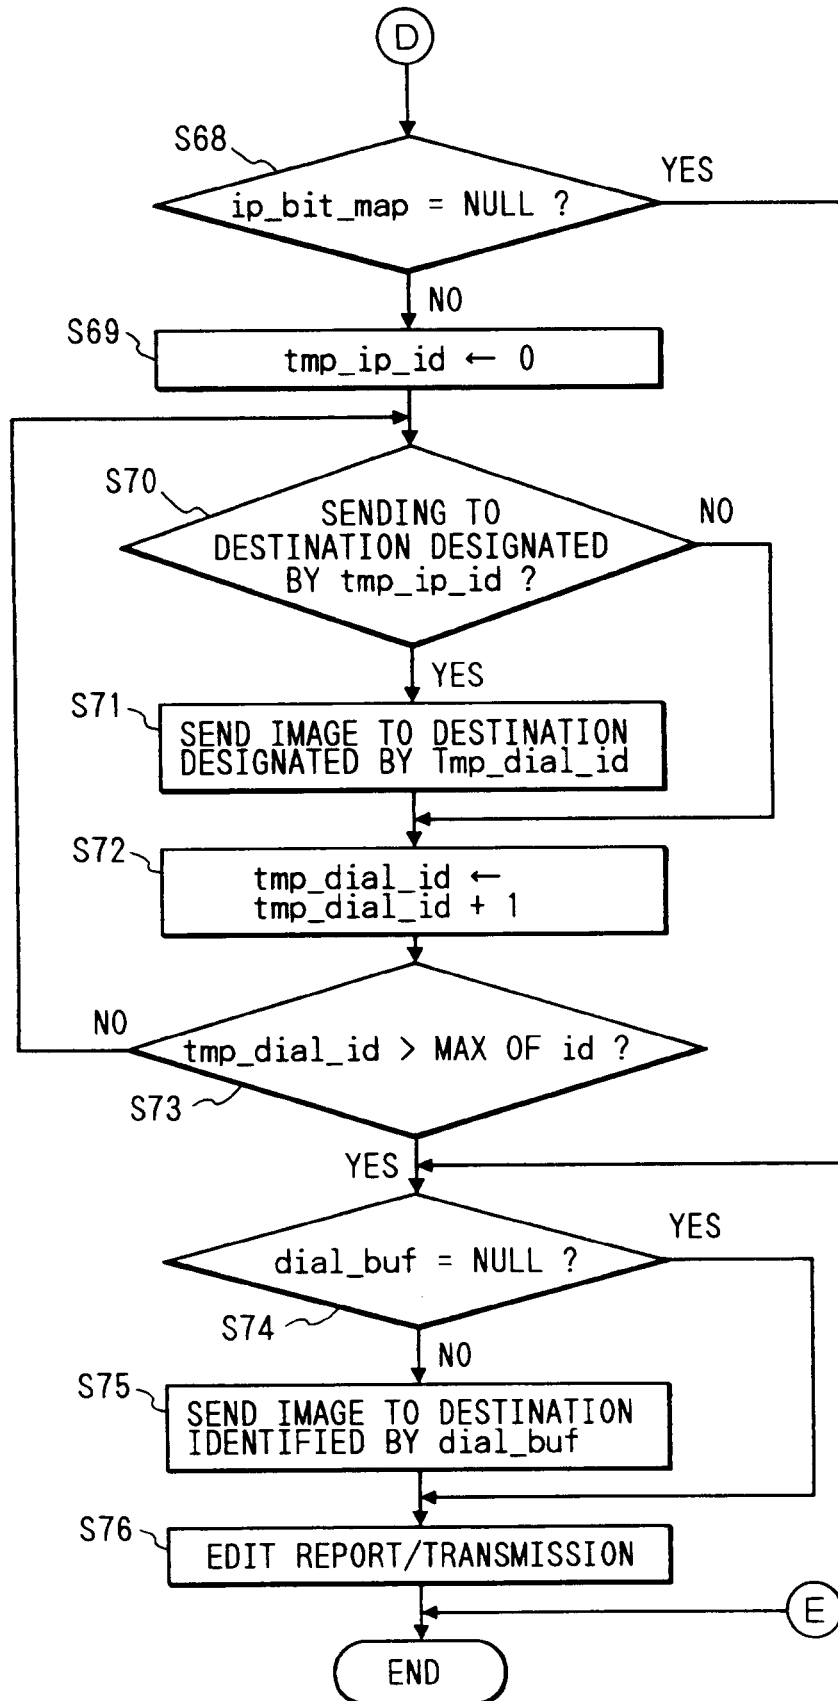 D
S68
ip_bit_map = NULL ?
YES
NO
S69
tmp_ip_id ← 0
S70
SENDING TO
DESTINATION DESIGNATED
BY tmp_ip_id ?
NO
YES
S71
SEND IMAGE TO DESTINATION
DESIGNATED BY Tmp_dial_id
S72
tmp_dial_id ←
tmp_dial_id + 1
NO
tmp_dial_id > MAX OF id ?
S73
YES
dial_buf = NULL ?
YES
S74
NO
S75
SEND IMAGE TO DESTINATION
IDENTIFIED BY dial_buf
S76
EDIT REPORT/TRANSMISSION
E
END